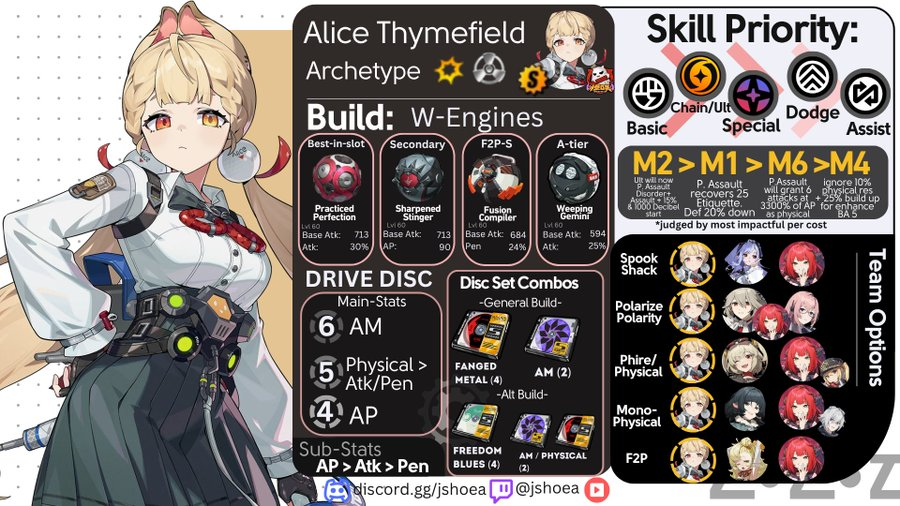 Alice Thymefield
Archetype
S
Build: W-Engines
Best-in-slot
Practiced
Perfection
Lvl 60
Base Atk: 713
Atk: 30%
Secondary
Sharpened
Stinger
Lvl 60
Base Atk: 713
AP: 90
F2P-S
Fusion
Compiler
Lvl 60
Base Atk: 684
Pen 24%
A-tier
Weeping
Gemini
Lvl 60
Base Atk: 594
Atk: 25%
DRIVE DISC
Main-Stats
6 AM
5 Physical >
Atk/Pen
4 AP
Sub-Stats
AP > Atk > Pen
Disc Set Combos
-General Build-
FANGED
METAL (4)
AM (2)
-Alt Build-
FREEDOM
BLUES (4)
AM / PHYSICAL
(2)
discord.gg/jshoea
@jshoea
Skill Priority:
Basic
Chain/Ult
Special
Dodge
Assist
M2 > M1 > M6 >M4
Ult will now
P. Assault
Disorder+
Assault + 15%
& 1000 Decibel
start
P. Assault
recovers 25
Etiquette.
Def 20% down
P Assault
will grant 6
attacks at
3300% of AP
as physical
ignore 10%
physical res
+ 25% build up
for enhance
BA 5
*judged by most impactful per cost
Team Options
Spook
Shack
Polarize
Polarity
Phire/
Physical
Mono-
Physical
F2P
Z•Z•Z